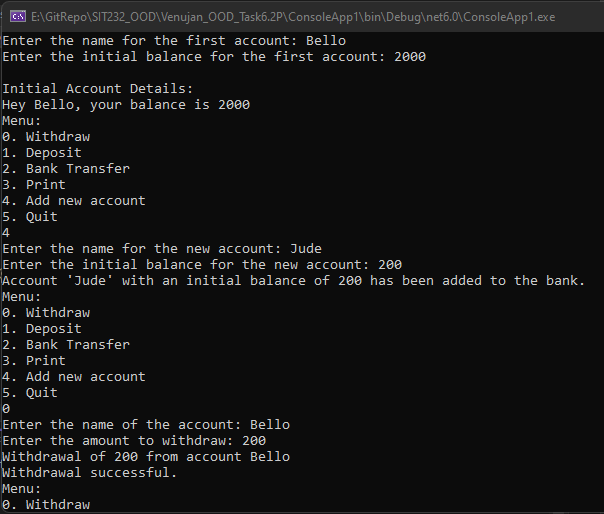 E:\GitRepo\SIT232_OOD\Venujan_OOD_Task6.2P\ConsoleApp1\bin\Debug\net6.0\ConsoleApp1.exe
Enter the name for the first account: Bello
Enter the initial balance for the first account: 2000
Initial Account Details:
Hey Bello, your balance is 2000
Menu:
0. Withdraw
1. Deposit
2. Bank Transfer
3. Print
4. Add new account
5. Quit
4
Enter the name for the new account: Jude
Enter the initial balance for the new account: 200
Account 'Jude' with an initial balance of 200 has been added to the bank.
Menu:
0. Withdraw
1. Deposit
2. Bank Transfer
3. Print
4. Add new account
5. Quit
0
Enter the name of the account: Bello
Enter the amount to withdraw: 200
Withdrawal of 200 from account Bello
Withdrawal successful.
Menu:
0. Withdraw